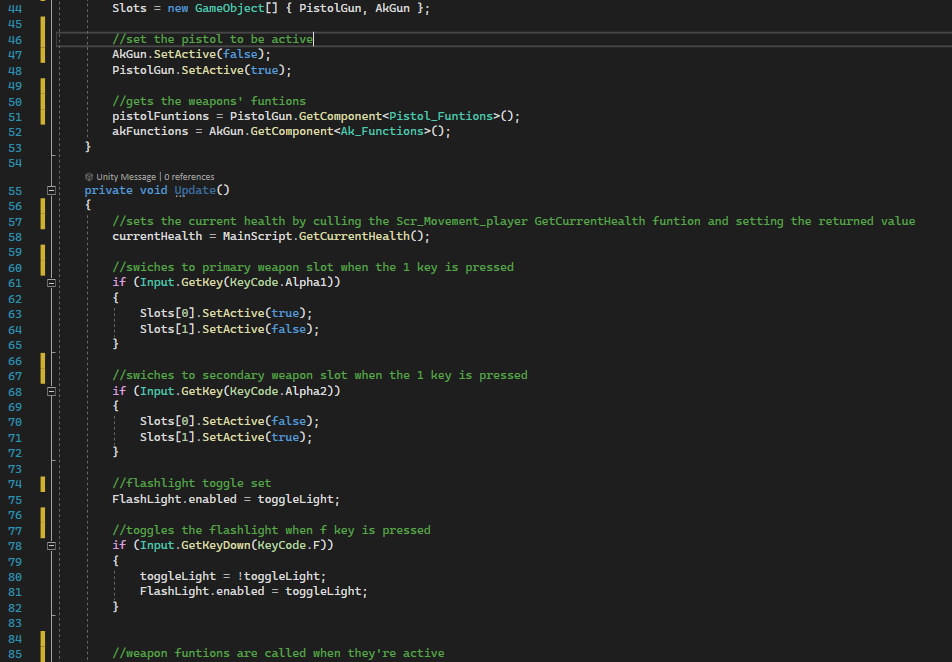 44 Slots = new GameObject[] { PistolGun, AkGun };
45
46 //set the pistol to be active
47 AkGun.SetActive(false);
48 PistolGun.SetActive(true);
49
50 //gets the weapons' funtions
51 pistolFuntions = PistolGun.GetComponent<Pistol_Funtions>();
52 akFunctions = AkGun.GetComponent<Ak_Functions>();
53 }
54
Unity Message | 0 references
55 private void Update()
56 {
57 //sets the current health by culling the Scr_Movement_player GetCurrentHealth funtion and setting the returned value
58 currentHealth = MainScript.GetCurrentHealth();
59
60 //swiches to primary weapon slot when the 1 key is pressed
61 if (Input.GetKey(KeyCode.Alpha1))
62 {
63 Slots[0].SetActive(true);
64 Slots[1].SetActive(false);
65 }
66
67 //swiches to secondary weapon slot when the 1 key is pressed
68 if (Input.GetKey(KeyCode.Alpha2))
69 {
70 Slots[0].SetActive(false);
71 Slots[1].SetActive(true);
72 }
73
74 //flashlight toggle set
75 FlashLight.enabled = toggleLight;
76
77 //toggles the flashlight when f key is pressed
78 if (Input.GetKeyDown(KeyCode.F))
79 {
80 toggleLight = !toggleLight;
81 FlashLight.enabled = toggleLight;
82 }
83
84
85 //weapon funtions are called when they're active